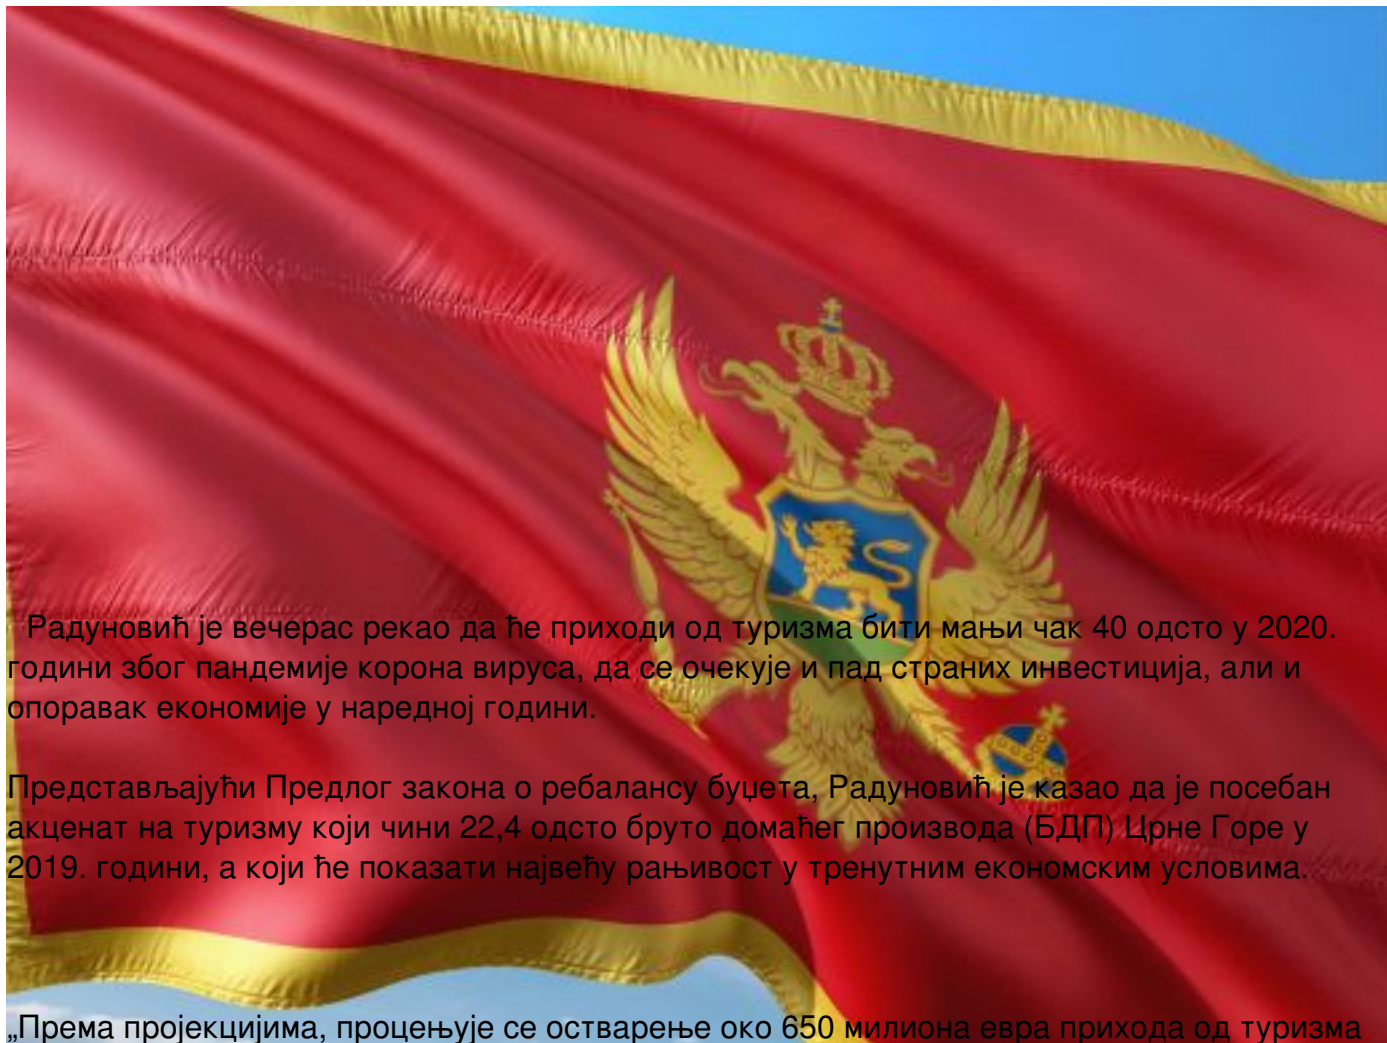 Радуновић је вечерас рекао да ће приходи од туризма бити мањи чак 40 одсто у 2020.
години због пандемије корона вируса, да се очекује и пад страних инвестиција, али и
опоравак економије у наредној години.
Представљајући Предлог закона о ребалансу буџета, Радуновић је казао да је посебан
акценат на туризму који чини 22,4 одсто бруто домаћег производа (БДП) Црне Горе у
2019. години, а који ће показати највећу рањивост у тренутним економским условима.
„Према пројекцијима, процењује се остварење око 650 милиона евра прихода од туризма